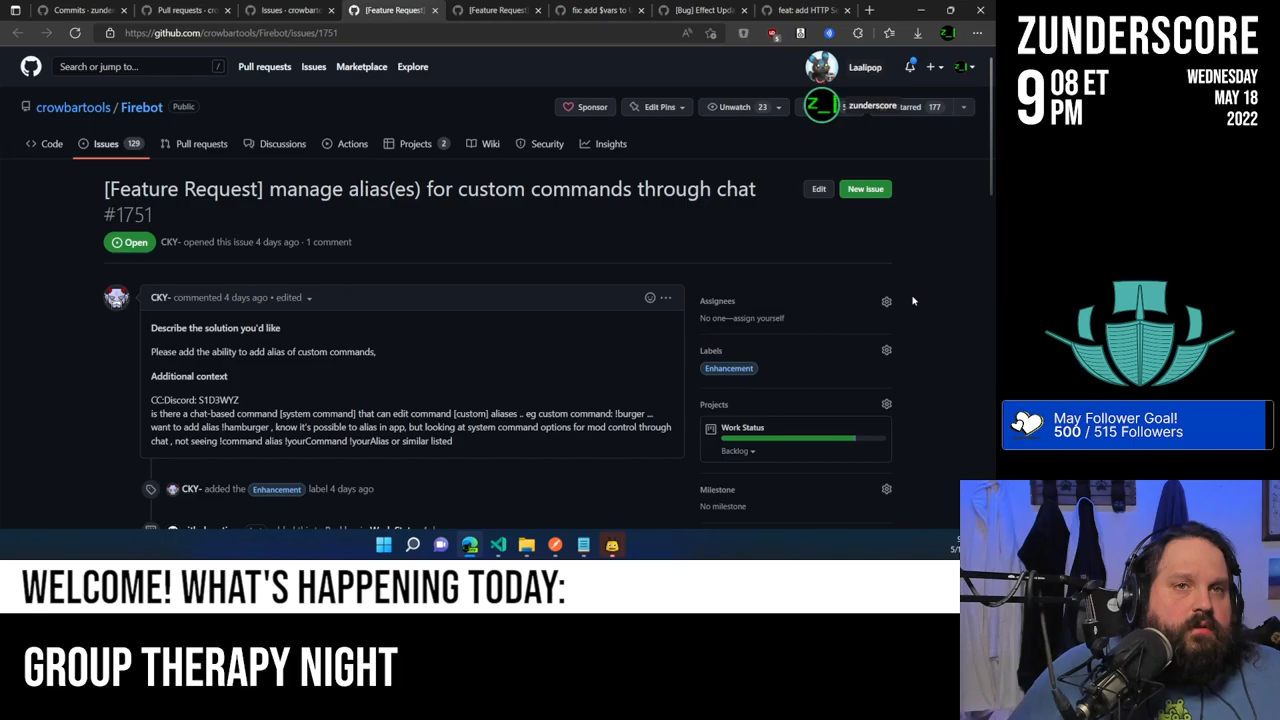 Commits · zunder
Pull requests · cro
Issues · crowbart
[Feature Request]
[Feature Request]
fix: add $vars to U
[Bug] Effect Upda
feat: add HTTP Se
https://github.com/crowbartools/Firebot/issues/1751
Search or jump to...
/
Pull requests
Issues
Marketplace
Explore
Laalipop
crowbartools / Firebot
Public
Sponsor
Edit Pins
Unwatch 23
zunderscore
arred 177
Code
Issues 129
Pull requests
Discussions
Actions
Projects 2
Wiki
Security
Insights
[Feature Request] manage alias(es) for custom commands through chat
#1751
Edit
New issue
Open
CKY- opened this issue 4 days ago · 1 comment
CKY- commented 4 days ago • edited
Describe the solution you'd like
Please add the ability to add alias of custom commands,
Additional context
CC:Discord: S1D3WYZ
is there a chat-based command [system command] that can edit command [custom] aliases .. eg custom command: !burger ...
want to add alias !hamburger , know it's possible to alias in app, but looking at system command options for mod control through
chat , not seeing !command alias !yourCommand !yourAlias or similar listed
CKY- added the Enhancement label 4 days ago
Assignees
No one—assign yourself
Labels
Enhancement
Projects
Work Status
Backlog
Milestone
No milestone
ZUNDERSCORE
9 08 ET
PM
WEDNESDAY
MAY 18
2022
May Follower Goal!
500 / 515 Followers
WELCOME! WHAT'S HAPPENING TODAY:
GROUP THERAPY NIGHT